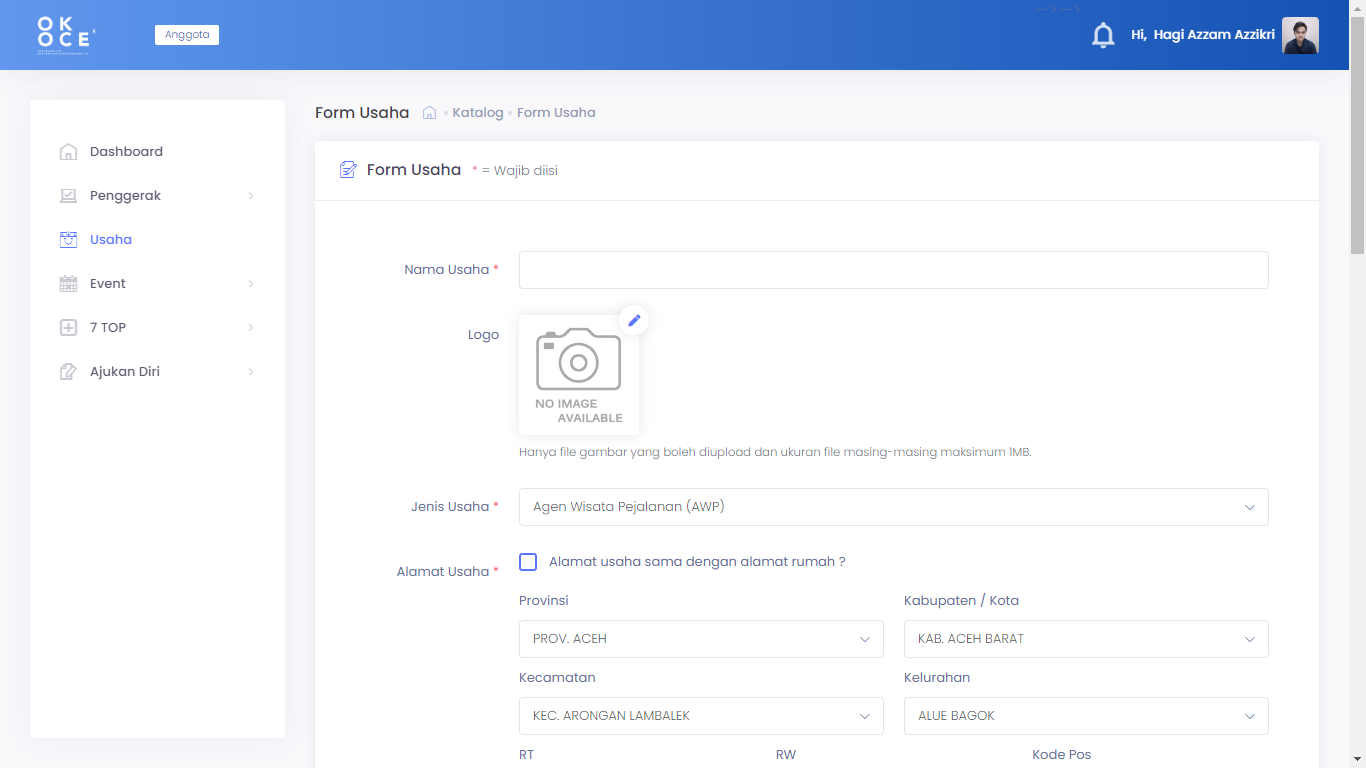 OK
OCE
Anggota
Hi, Hagi Azzam Azzikri
Dashboard
Penggerak
Usaha
Event
7 TOP
Ajukan Diri
Form Usaha • Katalog • Form Usaha
Form Usaha * = Wajib diisi
Nama Usaha *
Logo
NO IMAGE
AVAILABLE
Hanya file gambar yang boleh diupload dan ukuran file masing-masing maksimum 1MB.
Jenis Usaha *
Agen Wisata Pejalanan (AWP)
Alamat Usaha *
Alamat usaha sama dengan alamat rumah ?
Provinsi
Kabupaten / Kota
PROV. ACEH
KAB. ACEH BARAT
Kecamatan
Kelurahan
KEC. ARONGAN LAMBALEK
ALUE BAGOK
RT
RW
Kode Pos